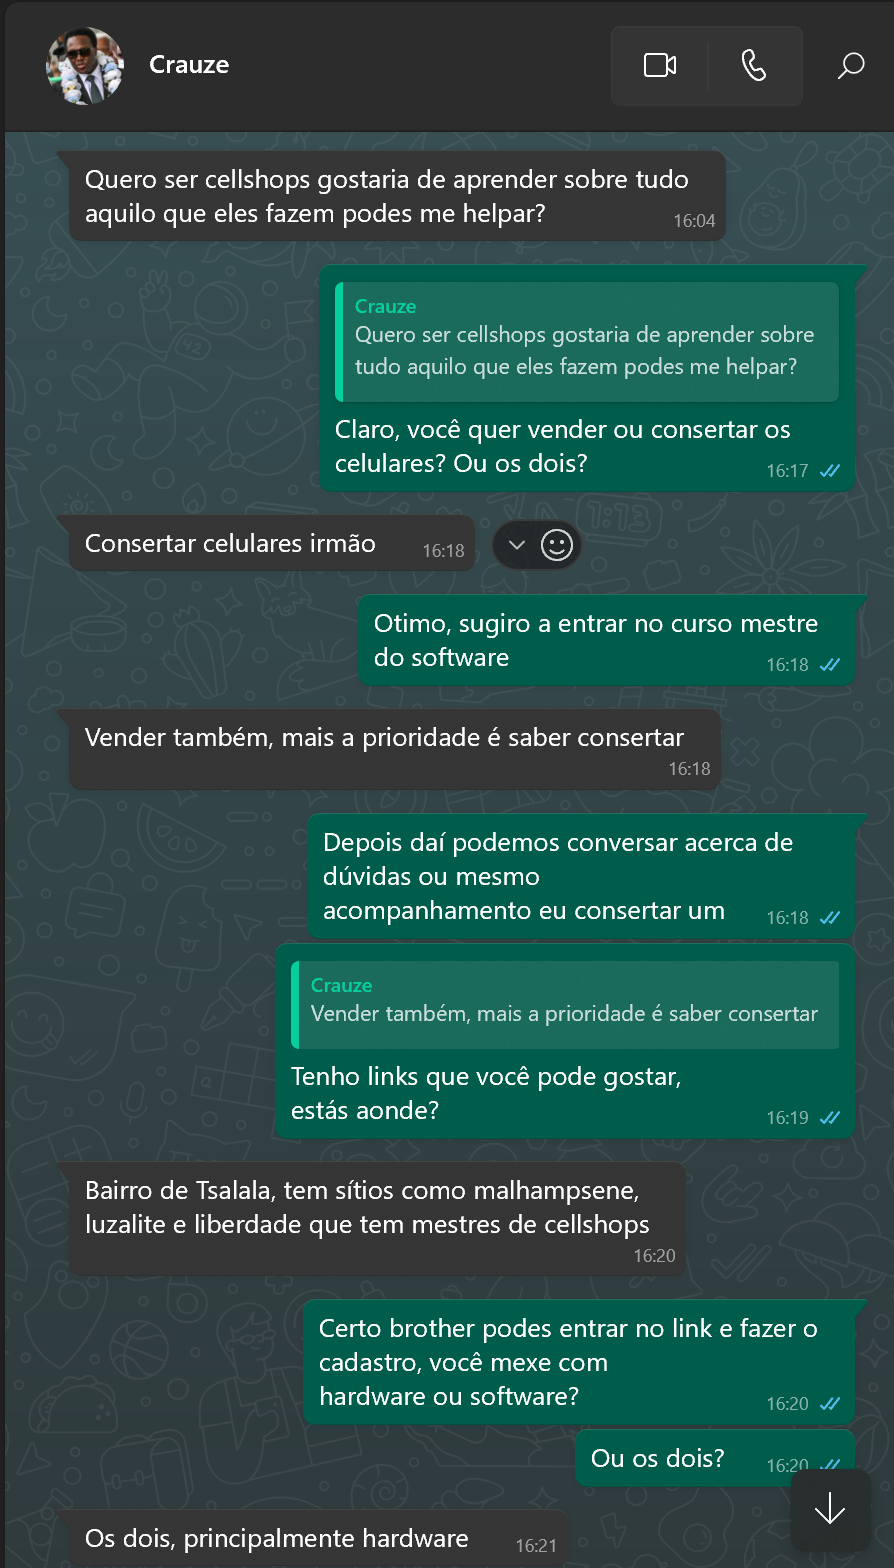 Crauze
Quero ser cellshops gostaria de aprender sobre tudo
aquilo que eles fazem podes me helpar?
16:04
Crauze
Quero ser cellshops gostaria de aprender sobre
tudo aquilo que eles fazem podes me helpar?
Claro, você quer vender ou consertar os
celulares? Ou os dois?
16:17
Consertar celulares irmão
16:18
Otimo, sugiro a entrar no curso mestre
do software
16:18
Vender também, mais a prioridade é saber consertar
16:18
Depois daí podemos conversar acerca de
dúvidas ou mesmo
acompanhamento eu consertar um
16:18
Crauze
Vender também, mais a prioridade é saber consertar
Tenho links que você pode gostar,
estás aonde?
16:19
Bairro de Tsalala, tem sítios como malhampsene,
luzalite e liberdade que tem mestres de cellshops
16:20
Certo brother podes entrar no link e fazer o
cadastro, você mexe com
hardware ou software?
16:20
Ou os dois?
16:20
Os dois, principalmente hardware
16:21